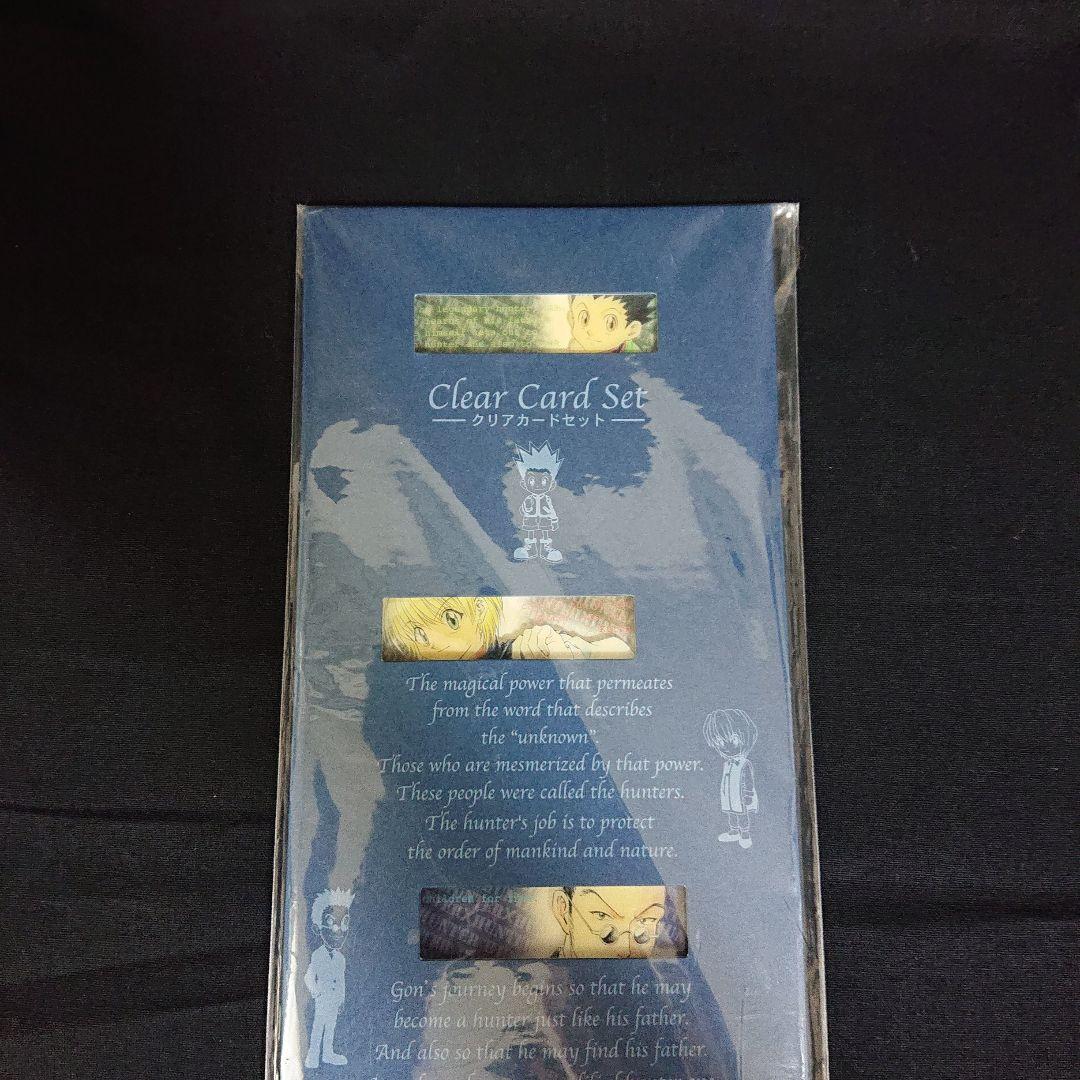 Clear Card Set
クリアカードセット
The magical power that permeates
from the word that describes
the "unknown".
Those who are mesmerized by that power.
These people were called the hunters.
The hunter's job is to protect
the order of mankind and nature.
children for
Gon's journey begins so that he may
become a hunter just like his father.
And also so that he may find his father.